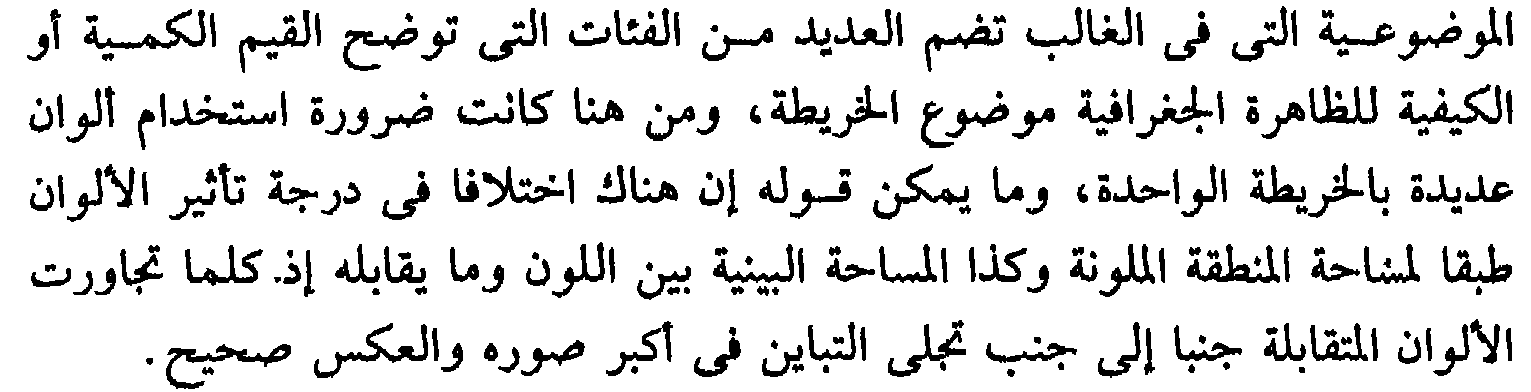 الموضوعية التى فى الغالب تضم العديد من الفئات التى توضح القيم الكمية أو
الكيفية للظاهرة الجغرافية موضوع الخريطة، ومن هنا كانت ضرورة استخدام ألوان
عديدة بالخريطة الواحدة، وما يمكن قوله إن هناك اختلافا فى درجة تأثير الألوان
طبقا لمساحة المنطقة الملونة وكذا المساحة البينية بين اللون وما يقابله إذ كلما تجاورت
الألوان المتقابلة جنبا إلى جنب تجلى التباين فى أكبر صوره والعكس صحيح.